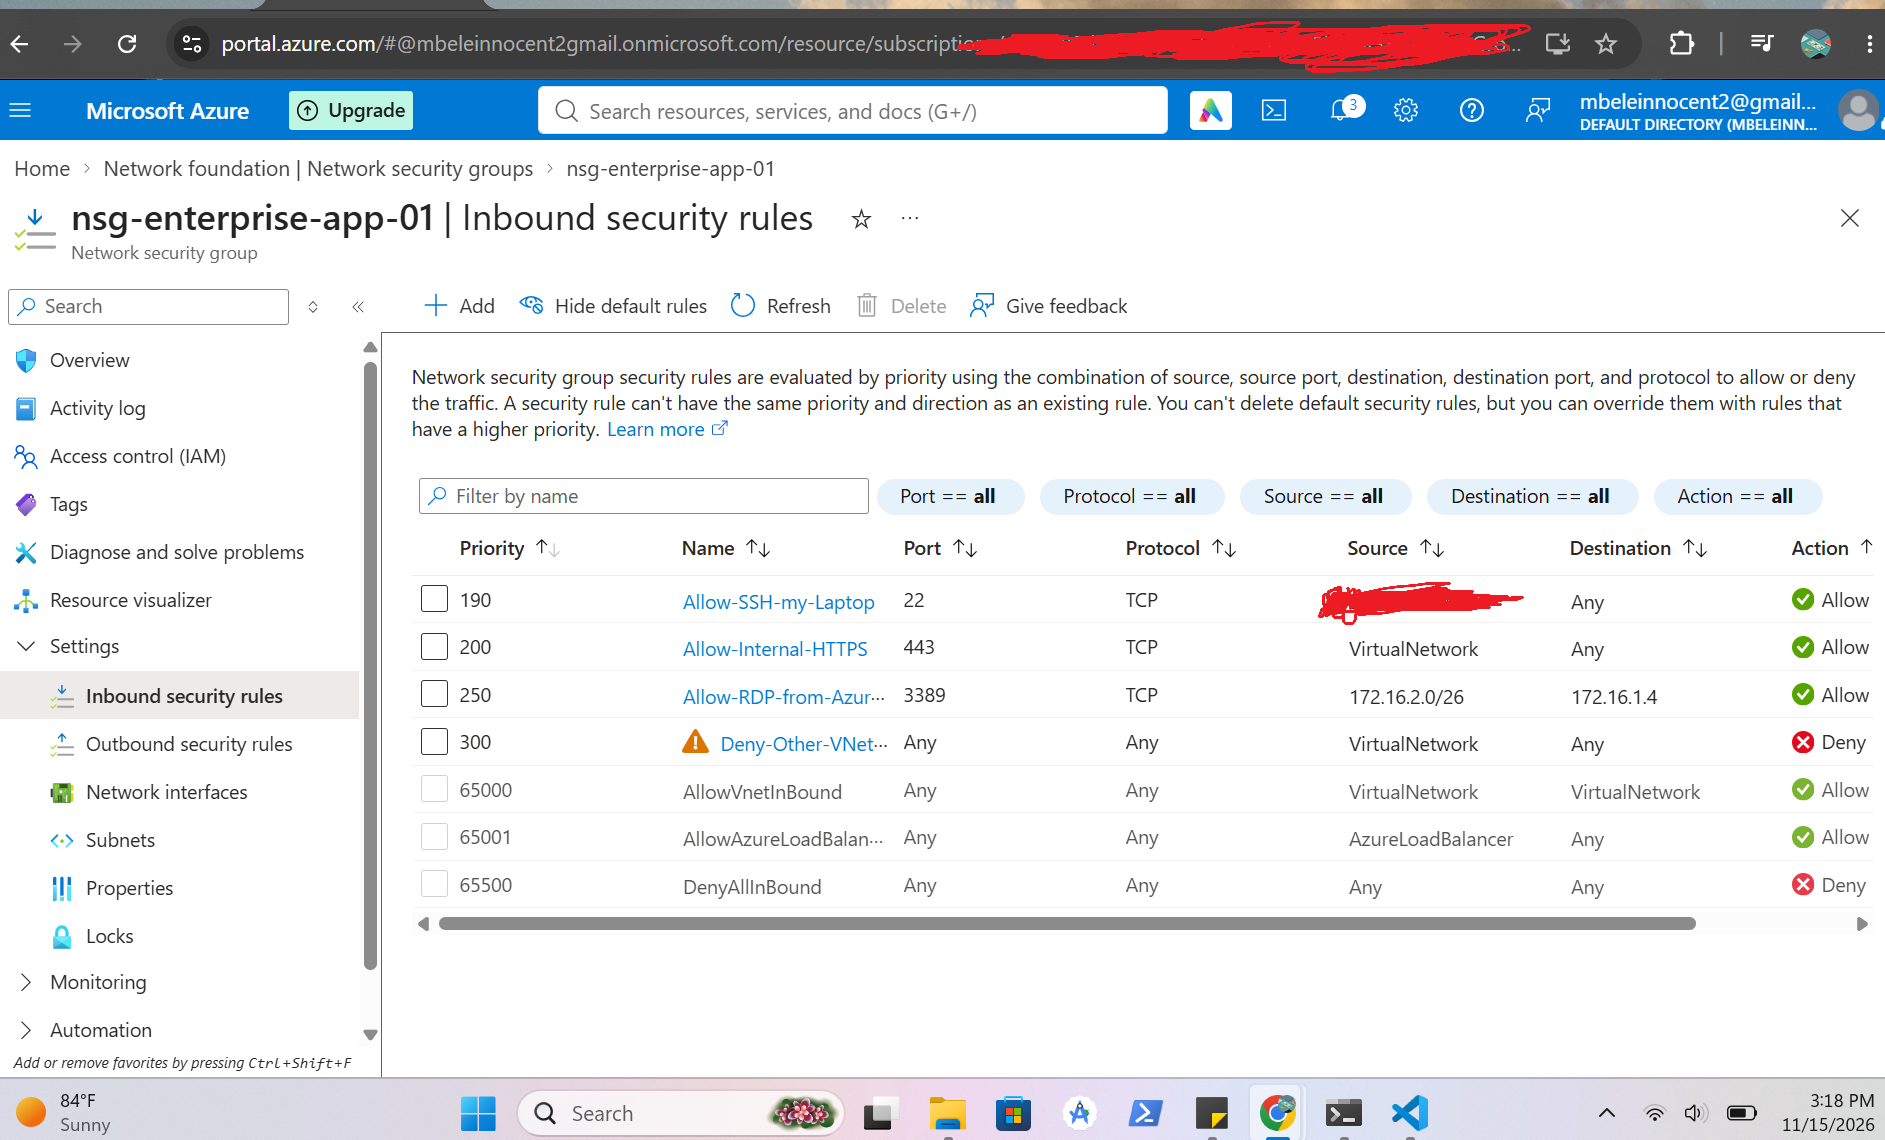 portal.azure.com/#@mbeleinnocent2gmail.onmicrosoft.com/resource/subscriptio
Microsoft Azure
Upgrade
Search resources, services, and docs (G+/)
3
mbeleinnocent2@gmail...
DEFAULT DIRECTORY (MBELEINN...
Home > Network foundation | Network security groups > nsg-enterprise-app-01
nsg-enterprise-app-01 | Inbound security rules ...
Network security group
Search
Add Hide default rules Refresh Delete Give feedback
Overview
Activity log
Access control (IAM)
Tags
Diagnose and solve problems
Resource visualizer
Settings
Inbound security rules
Outbound security rules
Network interfaces
Subnets
Properties
Locks
Monitoring
Automation
Add or remove favorites by pressing Ctrl+Shift+F
Network security group security rules are evaluated by priority using the combination of source, source port, destination, destination port, and protocol to allow or deny
the traffic. A security rule can't have the same priority and direction as an existing rule. You can't delete default security rules, but you can override them with rules that
have a higher priority. Learn more
Filter by name
Port == all Protocol == all Source == all Destination == all Action == all
Priority Name Port Protocol Source Destination Action
190 Allow-SSH-my-Laptop 22 TCP Any Allow
200 Allow-Internal-HTTPS 443 TCP VirtualNetwork Any Allow
250 Allow-RDP-from-Azur... 3389 TCP 172.16.2.0/26 172.16.1.4 Allow
300 Deny-Other-VNet... Any Any VirtualNetwork Any Deny
65000 AllowVnetInBound Any Any VirtualNetwork VirtualNetwork Allow
65001 AllowAzureLoadBalan... Any Any AzureLoadBalancer Any Allow
65500 DenyAllInBound Any Any Any Any Deny
84°F
Sunny
Search
3:18 PM
11/15/2026